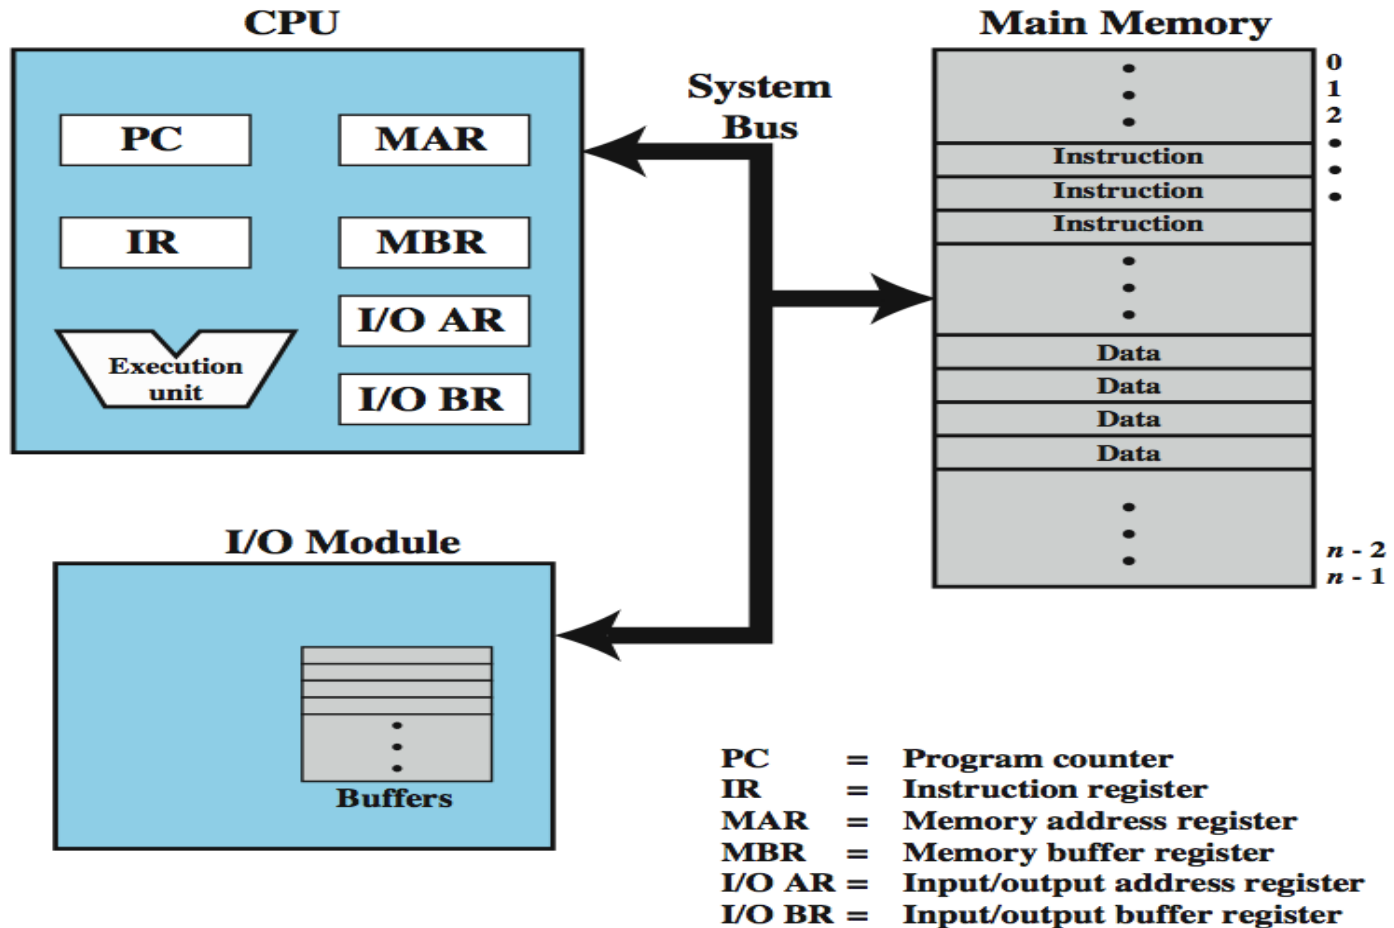 CPU
PC
MAR
IR
MBR
I/O AR
I/O BR
Execution
unit
System
Bus
Main Memory
0
1
2
Instruction
Instruction
Instruction
Data
Data
Data
Data
n - 2
n - 1
I/O Module
Buffers
PC = Program counter
IR = Instruction register
MAR = Memory address register
MBR = Memory buffer register
I/O AR = Input/output address register
I/O BR = Input/output buffer register